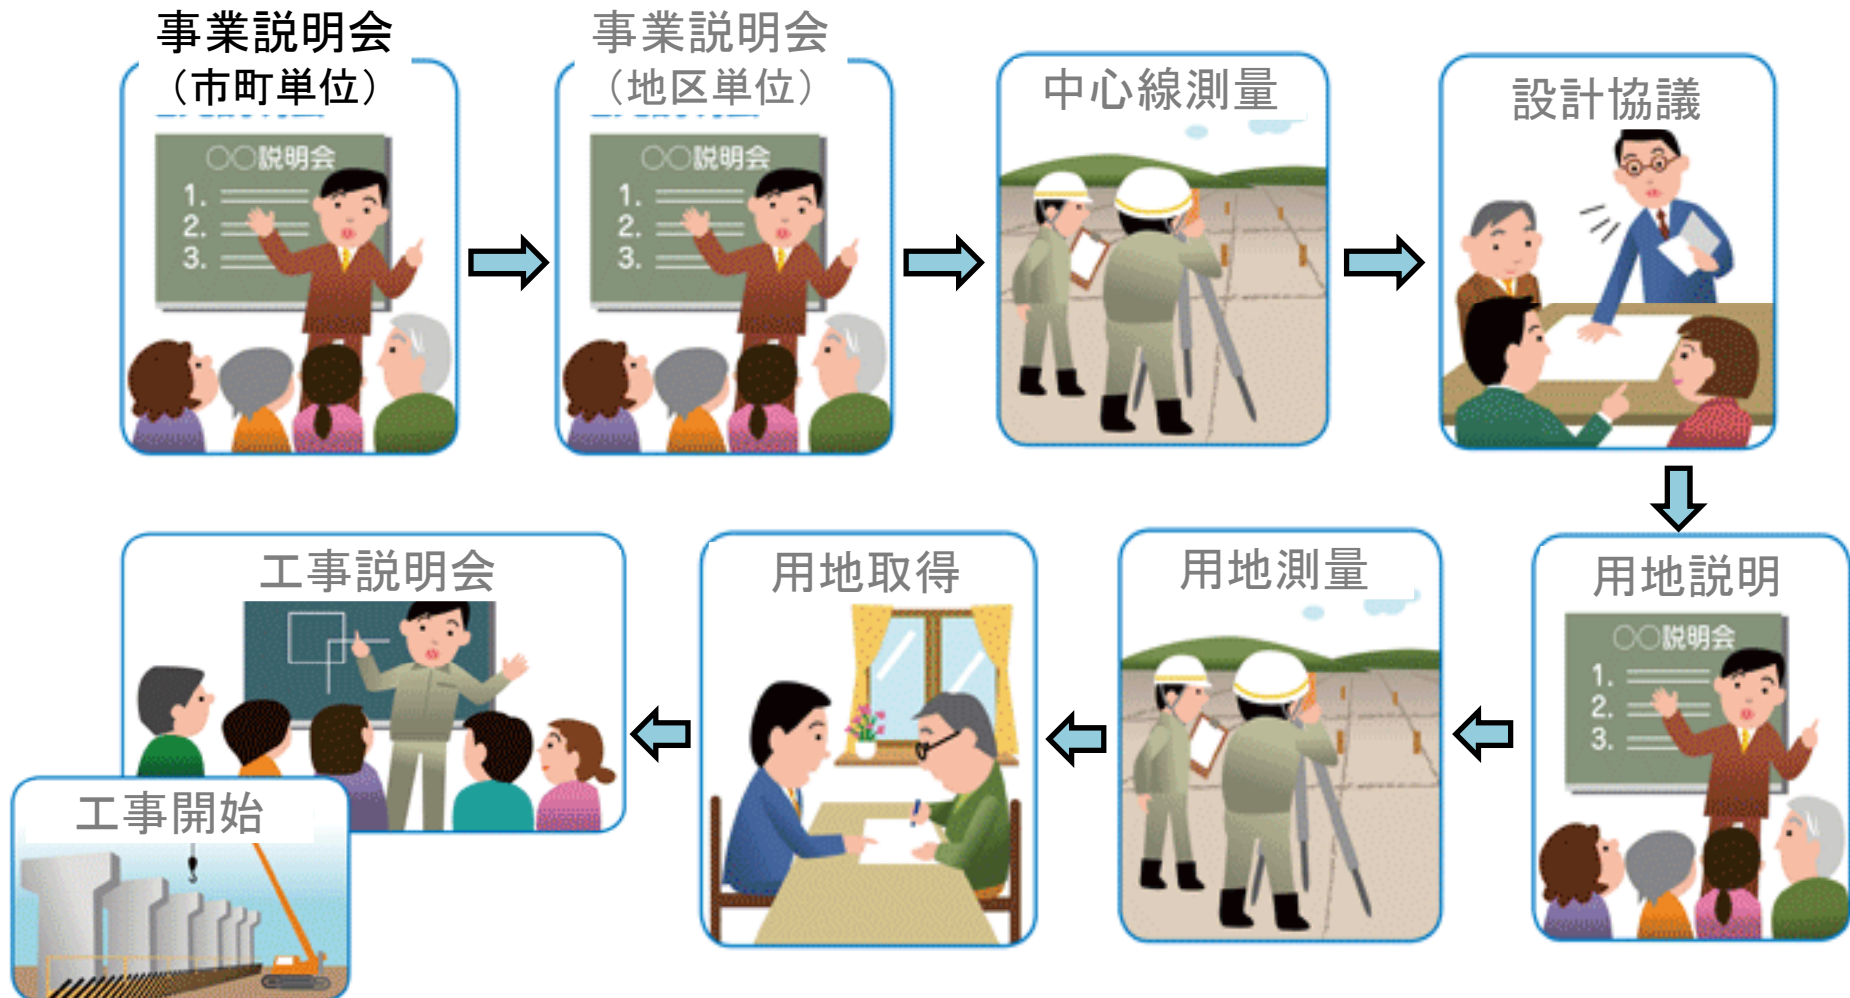 事業説明会
（市町単位）
○○説明会
1.
2.
3.
事業説明会
（地区単位）
○○説明会
1.
2.
3.
中心線測量
設計協議
用地説明
○○説明会
1.
2.
3.
用地測量
用地取得
工事説明会
工事開始